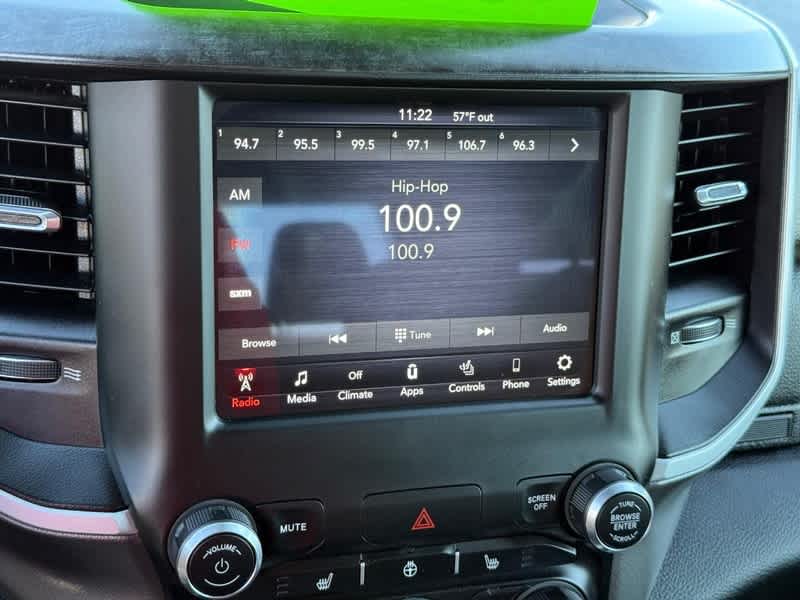 11:22 57°F out
1 94.7 2 95.5 3 99.5 4 97.1 5 106.7 6 96.3
AM
Hip-Hop
100.9
FM
100.9
sxm
Browse Tune Audio
Off
Radio Media Climate Apps Controls Phone Settings
MUTE
SCREEN
OFF
TUNE
BROWSE
ENTER
SCROLL
VOLUME